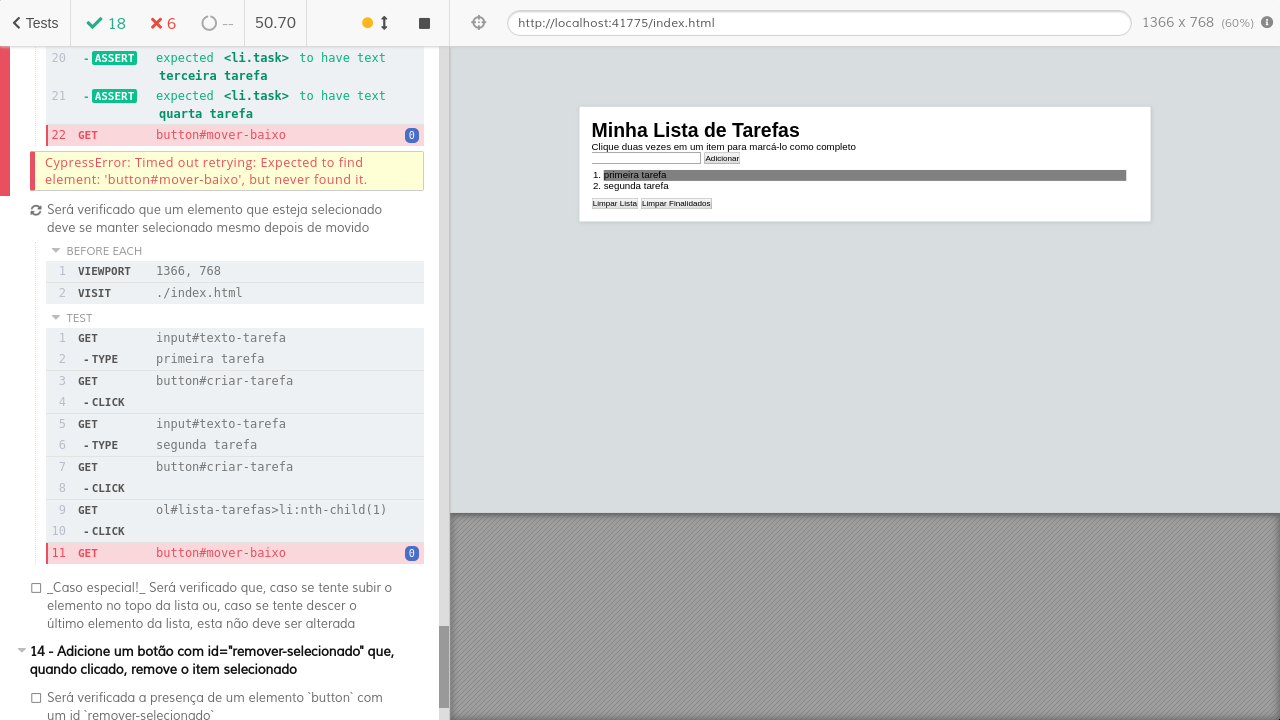 Tests
18
6
--
50.70
http://localhost:41775/index.html
1366 x 768 (60%)
20 - ASSERT expected <li.task> to have text
terceira tarefa
21 - ASSERT expected <li.task> to have text
quarta tarefa
22 GET button#mover-baixo 0
CypressError: Timed out retrying: Expected to find
element: 'button#mover-baixo', but never found it.
Será verificado que um elemento que esteja selecionado
deve se manter selecionado mesmo depois de movido
BEFORE EACH
1 VIEWPORT 1366, 768
2 VISIT ./index.html
TEST
1 GET input#texto-tarefa
2 - TYPE primeira tarefa
3 GET button#criar-tarefa
4 - CLICK
5 GET input#texto-tarefa
6 - TYPE segunda tarefa
7 GET button#criar-tarefa
8 - CLICK
9 GET ol#lista-tarefas>li:nth-child(1)
10 - CLICK
11 GET button#mover-baixo 0
_Caso especial!_ Será verificado que, caso se tente subir o
elemento no topo da lista ou, caso se tente descer o
último elemento da lista, esta não deve ser alterada
14 - Adicione um botão com id="remover-selecionado" que,
quando clicado, remove o item selecionado
Será verificada a presença de um elemento `button` com
um id `remover-selecionado`
Minha Lista de Tarefas
Clique duas vezes em um item para marcá-lo como completo
Adicionar
1. primeira tarefa
2. segunda tarefa
Limpar Lista Limpar Finalidados